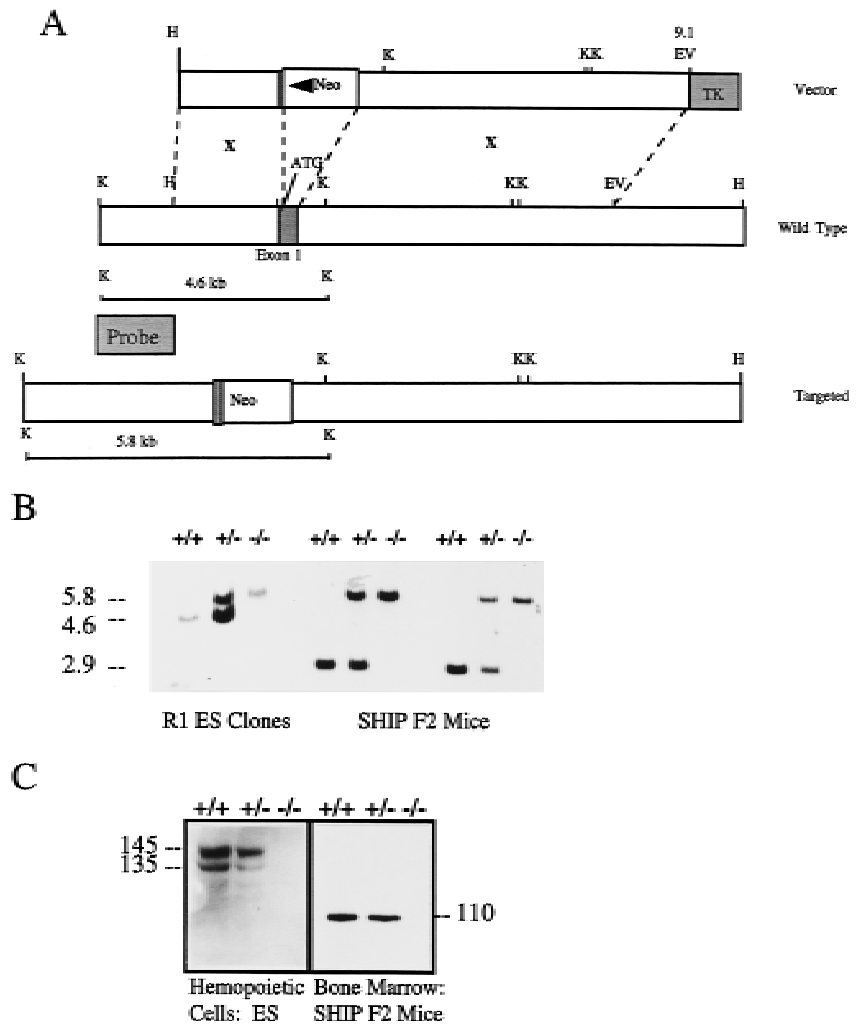 A
H K KK 9.1 EV
Neo TK Vector
X X
ATG
K H K KK EV H
Wild Type
Exon 1
K 4.6 kb K
Probe
K K KK H
Neo Targeted
K 5.8 kb K
B
+/+ +/- -/- +/+ +/- -/- +/+ +/- -/-
5.8 --
4.6 --
2.9 --
R1 ES Clones SHIP F2 Mice
C
+/+ +/- -/- +/+ +/- -/-
145 --
135 --
-- 110
Hemopoietic Bone Marrow:
Cells: ES SHIP F2 Mice